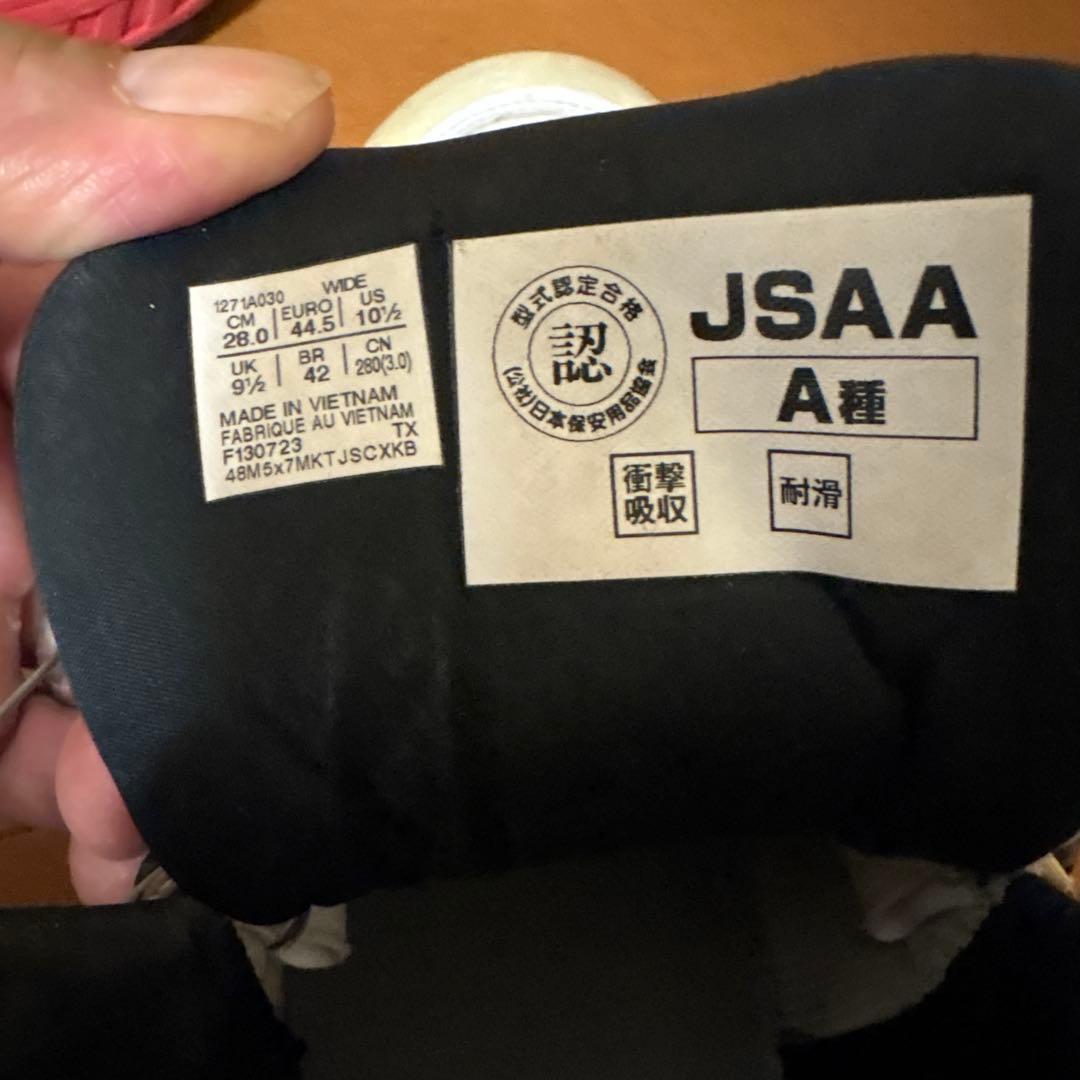 1271A030 WIDE
CM EURO US
28.0 44.5 10½
UK BR CN
9½ 42 280(3.0)
MADE IN VIETNAM
FABRIQUE AU VIETNAM
F130723 TX
48M5x7MKTJSCXKB
型式認定合格
認
(公社)日本保安用品協会
JSAA
A種
衝撃
吸収
耐滑